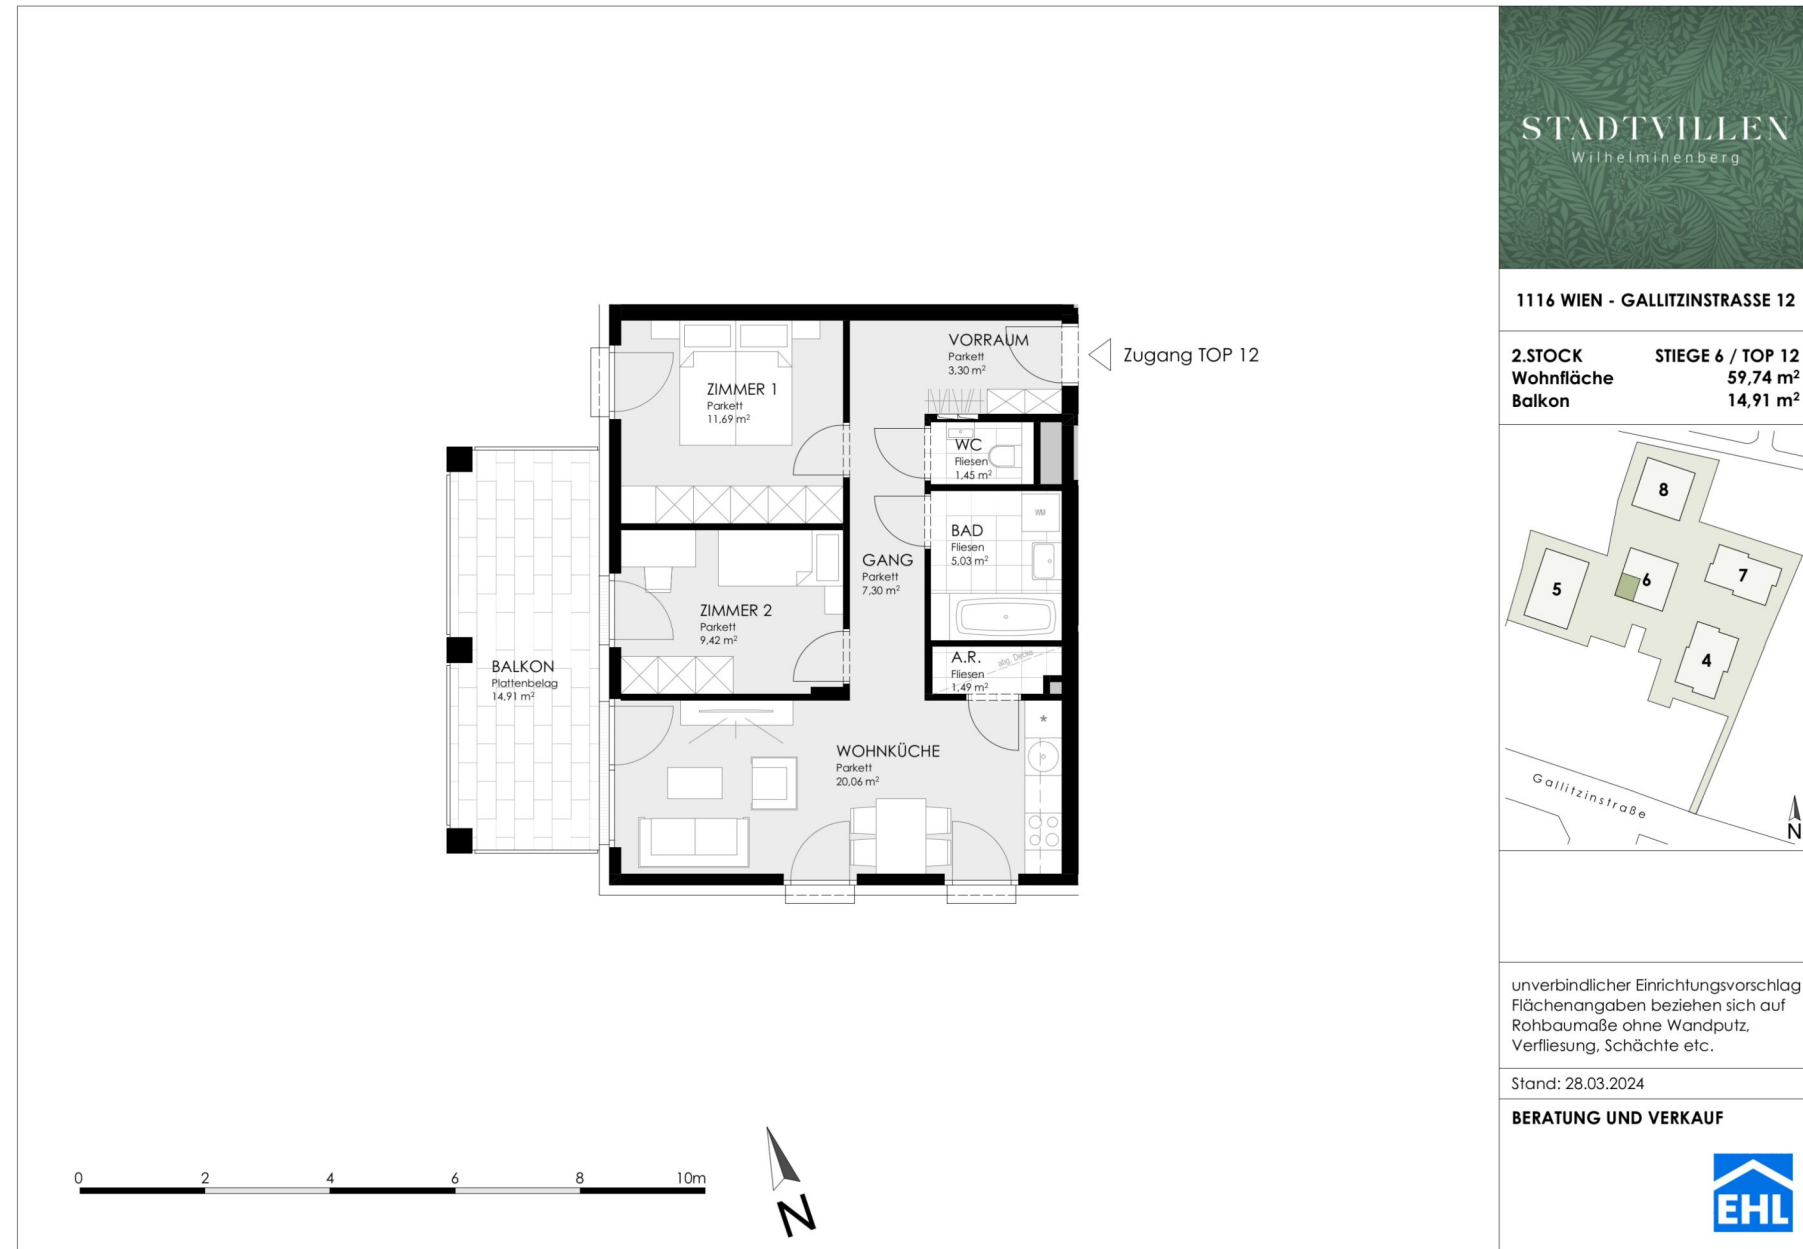 STADTVILLEN
Wilhelminenberg
1116 WIEN - GALLITZINSTRASSE 12
2.STOCK STIEGE 6 / TOP 12
Wohnfläche 59,74 m²
Balkon 14,91 m²
8
5
6
7
4
Gallitzinstraße
N
unverbindlicher Einrichtungsvorschlag
Flächenangaben beziehen sich auf
Rohbaumaße ohne Wandputz,
Verfliesung, Schächte etc.
Stand: 28.03.2024
BERATUNG UND VERKAUF
EHL
VORRAUM
Parkett
3,30 m²
Zugang TOP 12
ZIMMER 1
Parkett
11,69 m²
WC
Fliesen
1,45 m²
WM
BAD
Fliesen
5,03 m²
GANG
Parkett
7,30 m²
ZIMMER 2
Parkett
9,42 m²
A.R.
Fliesen
1,49 m²
abg. Decke
BALKON
Plattenbelag
14,91 m²
*
WOHNKÜCHE
Parkett
20,06 m²
0 2 4 6 8 10m
N